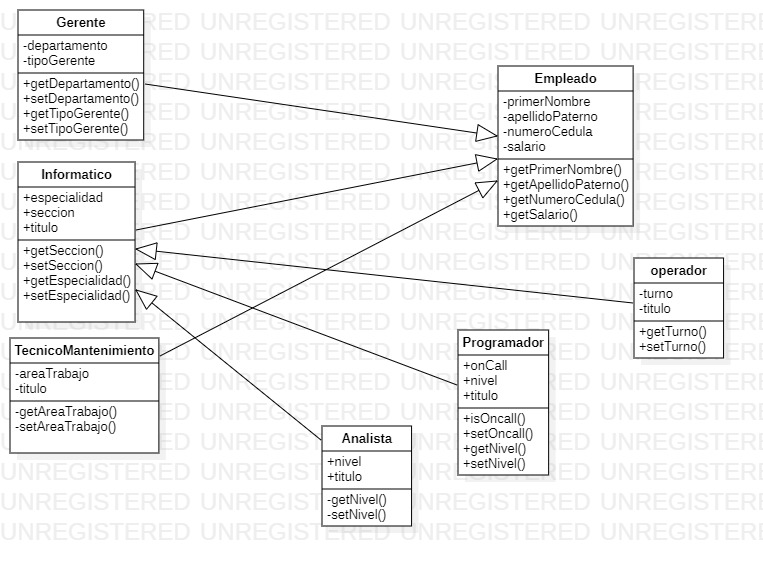 Gerente
-departamento
-tipoGerente
+getDepartamento()
+setDepartamento()
+getTipoGerente()
+setTipoGerente()
Empleado
-primerNombre
-apellidoPaterno
-numeroCedula
-salario
+getPrimerNombre()
+getApellidoPaterno()
+getNumeroCedula()
+getSalario()
Informatico
+especialidad
+seccion
+titulo
+getSeccion()
+setSeccion()
+getEspecialidad()
+setEspecialidad()
operador
-turno
-titulo
+getTurno()
+setTurno()
TecnicoMantenimiento
-areaTrabajo
-titulo
-getAreaTrabajo()
-setAreaTrabajo()
Programador
+onCall
+nivel
+titulo
+isOncall()
+setOncall()
+getNivel()
+setNivel()
Analista
+nivel
+titulo
-getNivel()
-setNivel()
UNREGISTERED UNREGISTERED UNREGISTERED UNREGISTERED